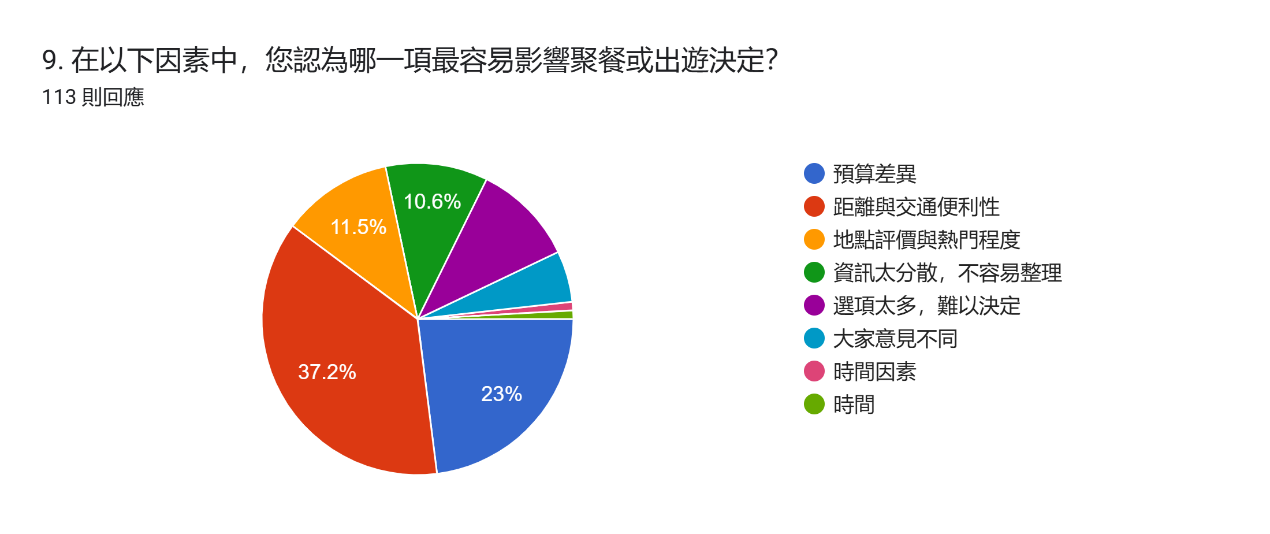 9. 在以下因素中，您認為哪一項最容易影響聚餐或出遊決定？
113 則回應
10.6%
11.5%
37.2%
23%
預算差異
距離與交通便利性
地點評價與熱門程度
資訊太分散，不容易整理
選項太多，難以決定
大家意見不同
時間因素
時間